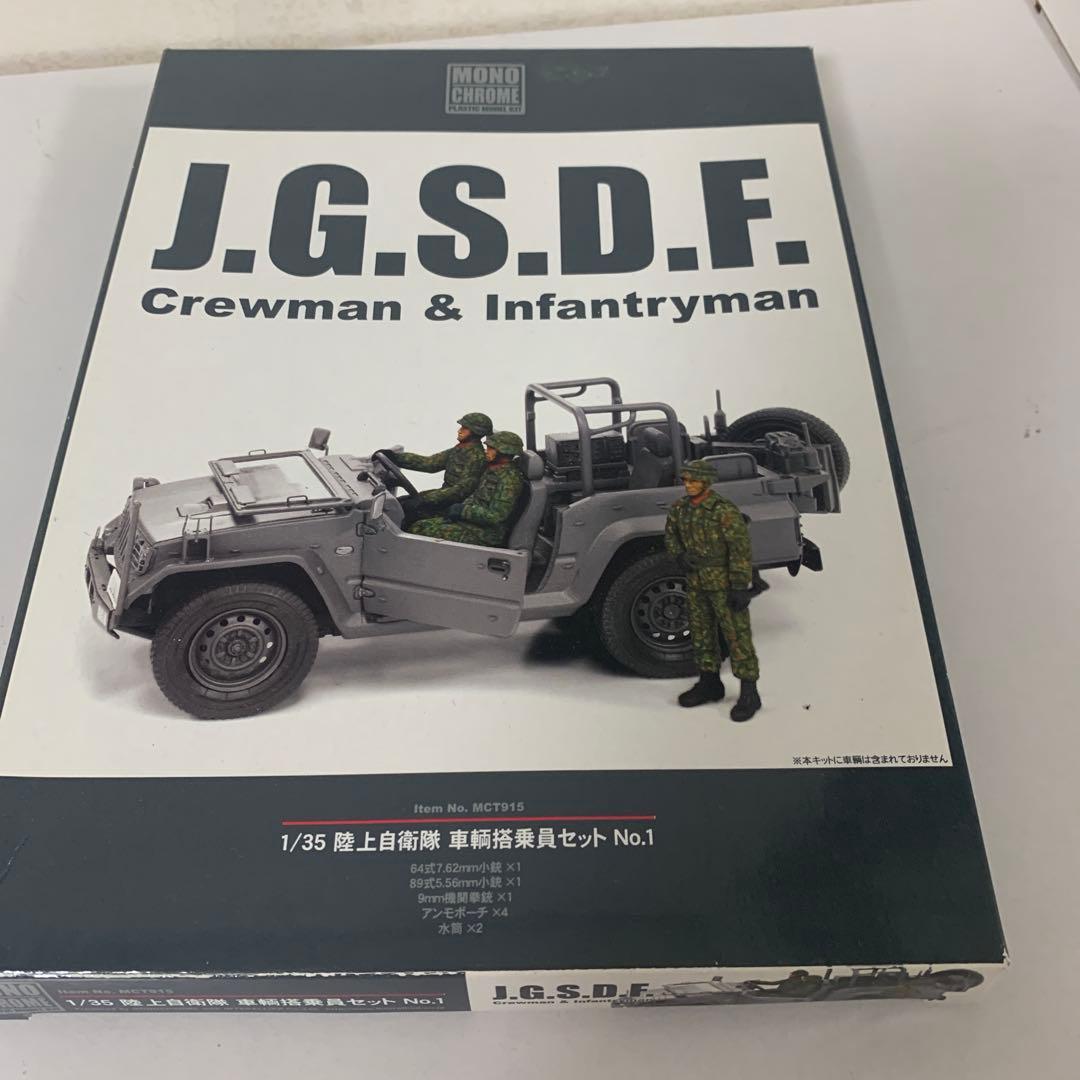 MONO
CHROME
PLASTIC MODEL KIT
J.G.S.D.F.
Crewman & Infantryman
※本キットに車輌は含まれておりません
Item No. MCT915
1/35 陸上自衛隊 車輌搭乗員セット No.1
64式7.62mm小銃 ×1
89式5.56mm小銃 ×1
9mm機関拳銃 ×1
アンモポーチ ×4
水筒 ×2
MONO
CHROME
Item No. MCT915
1/35 陸上自衛隊 車輌搭乗員セット No.1
J.G.S.D.F.
Crewman & Infantryman